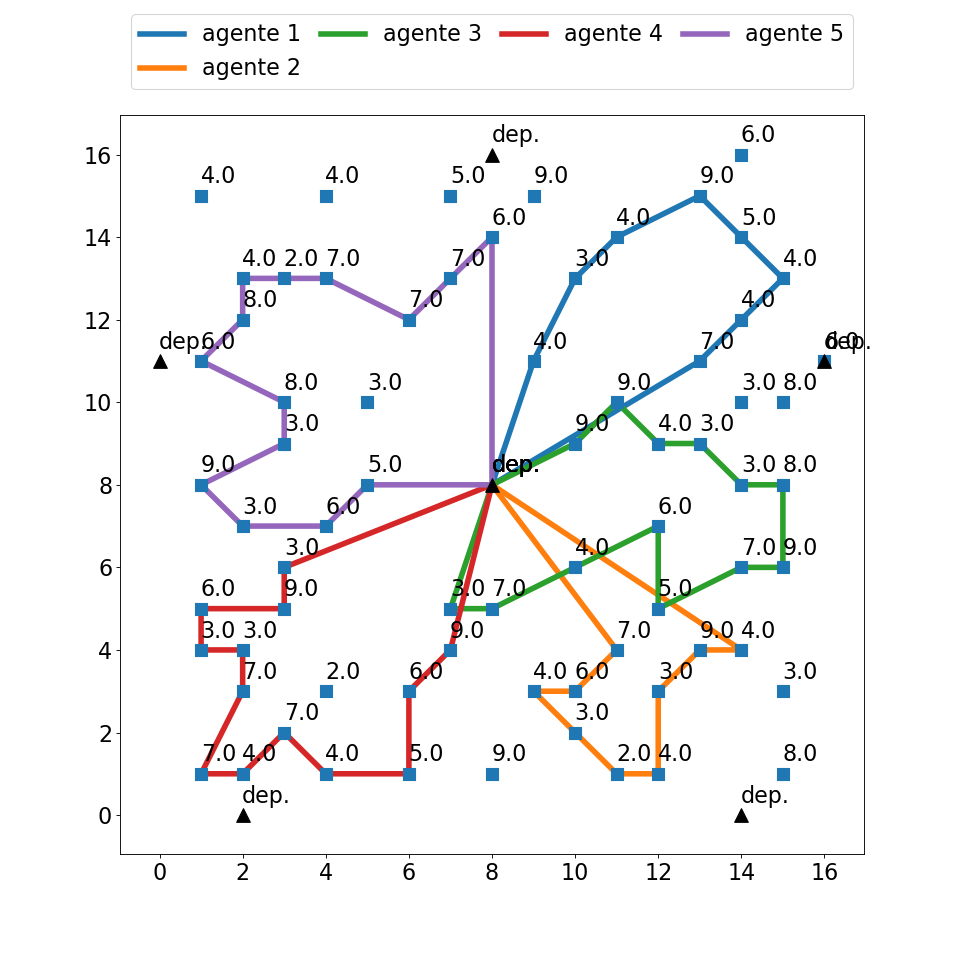 agente 1 agente 3 agente 4 agente 5
agente 2
dep. 6.0
16
4.0 4.0 5.0 9.0 9.0
6.0 4.0 5.0
14
4.0 2.0 7.0 7.0 3.0 4.0
8.0 7.0 4.0
12
dep. 6.0 4.0 7.0 6.0 dep.
8.0 3.0 9.0 3.0 8.0
10
3.0 9.0 4.0 3.0
9.0 5.0 dep. 3.0 8.0
8
3.0 6.0 6.0
3.0 4.0 7.0 9.0
6
6.0 9.0 3.0 7.0 5.0
3.0 3.0 9.0 7.0 9.0 4.0
4
7.0 2.0 6.0 4.0 6.0 3.0 3.0
7.0 3.0
2
7.0 4.0 4.0 5.0 9.0 2.0 4.0 8.0
dep. dep.
0
0 2 4 6 8 10 12 14 16